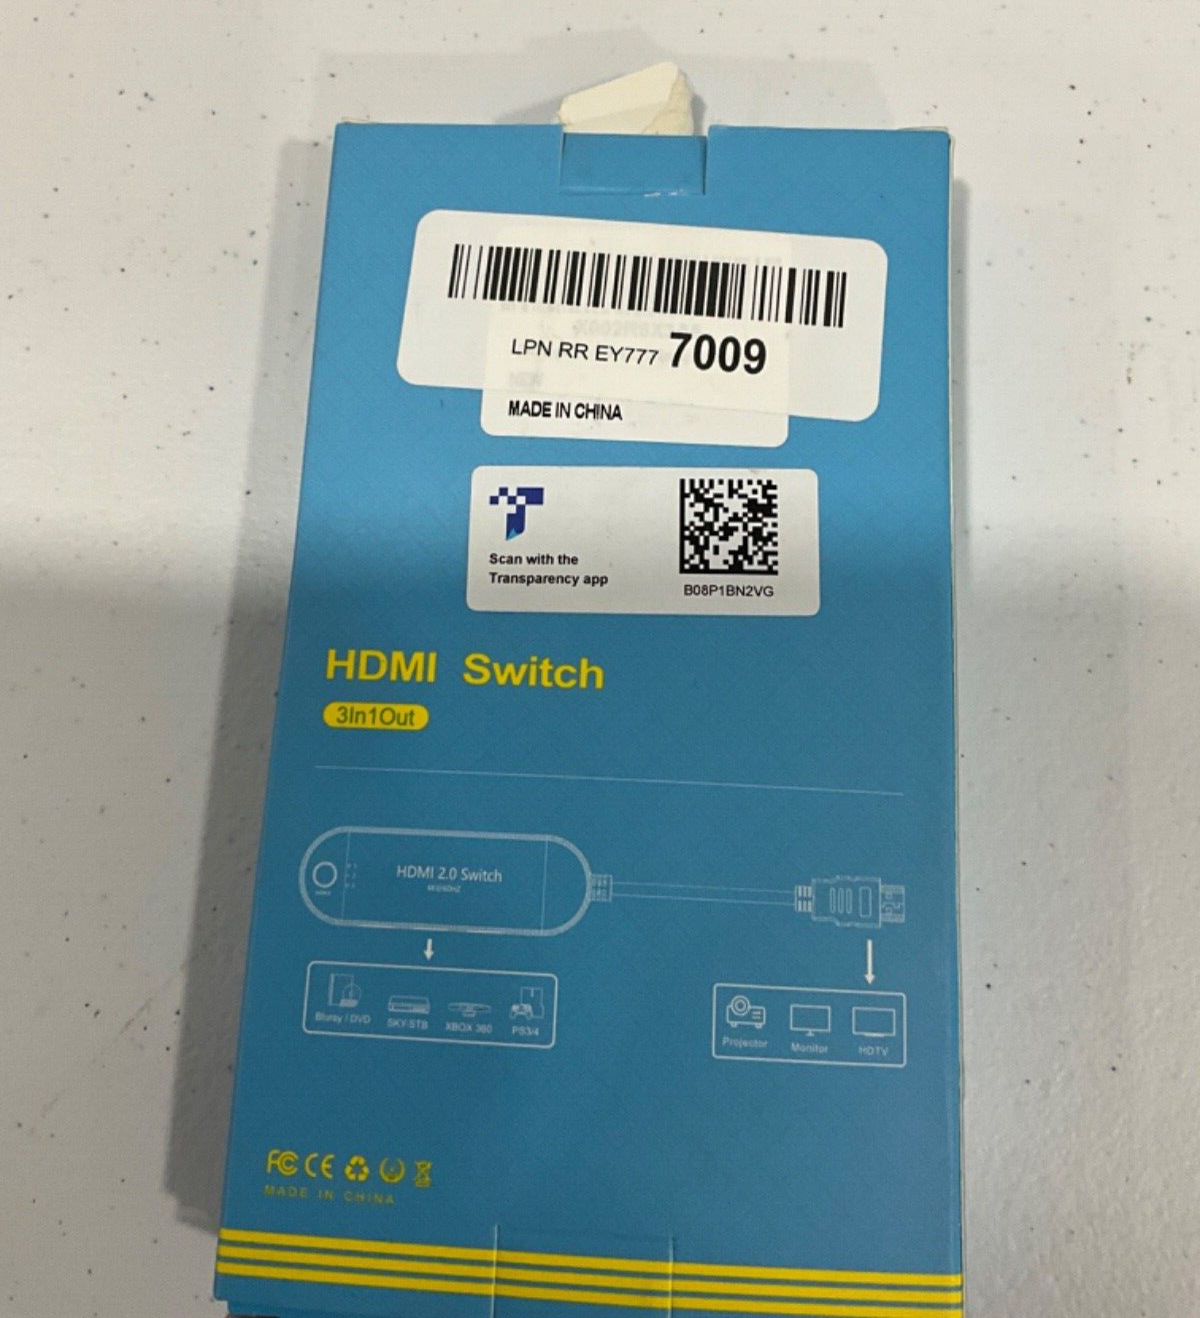 LPN RR EY777 7009
MADE IN CHINA
Scan with the
Transparency app
B08P1BN2VG
HDMI Switch
3In1Out
HDMI 2.0 Switch
Bluray / DVD
SKY.STB
XBOX 360
PS3/4
Projector
Monitor
HDTV
FC CE
MADE IN CHINA